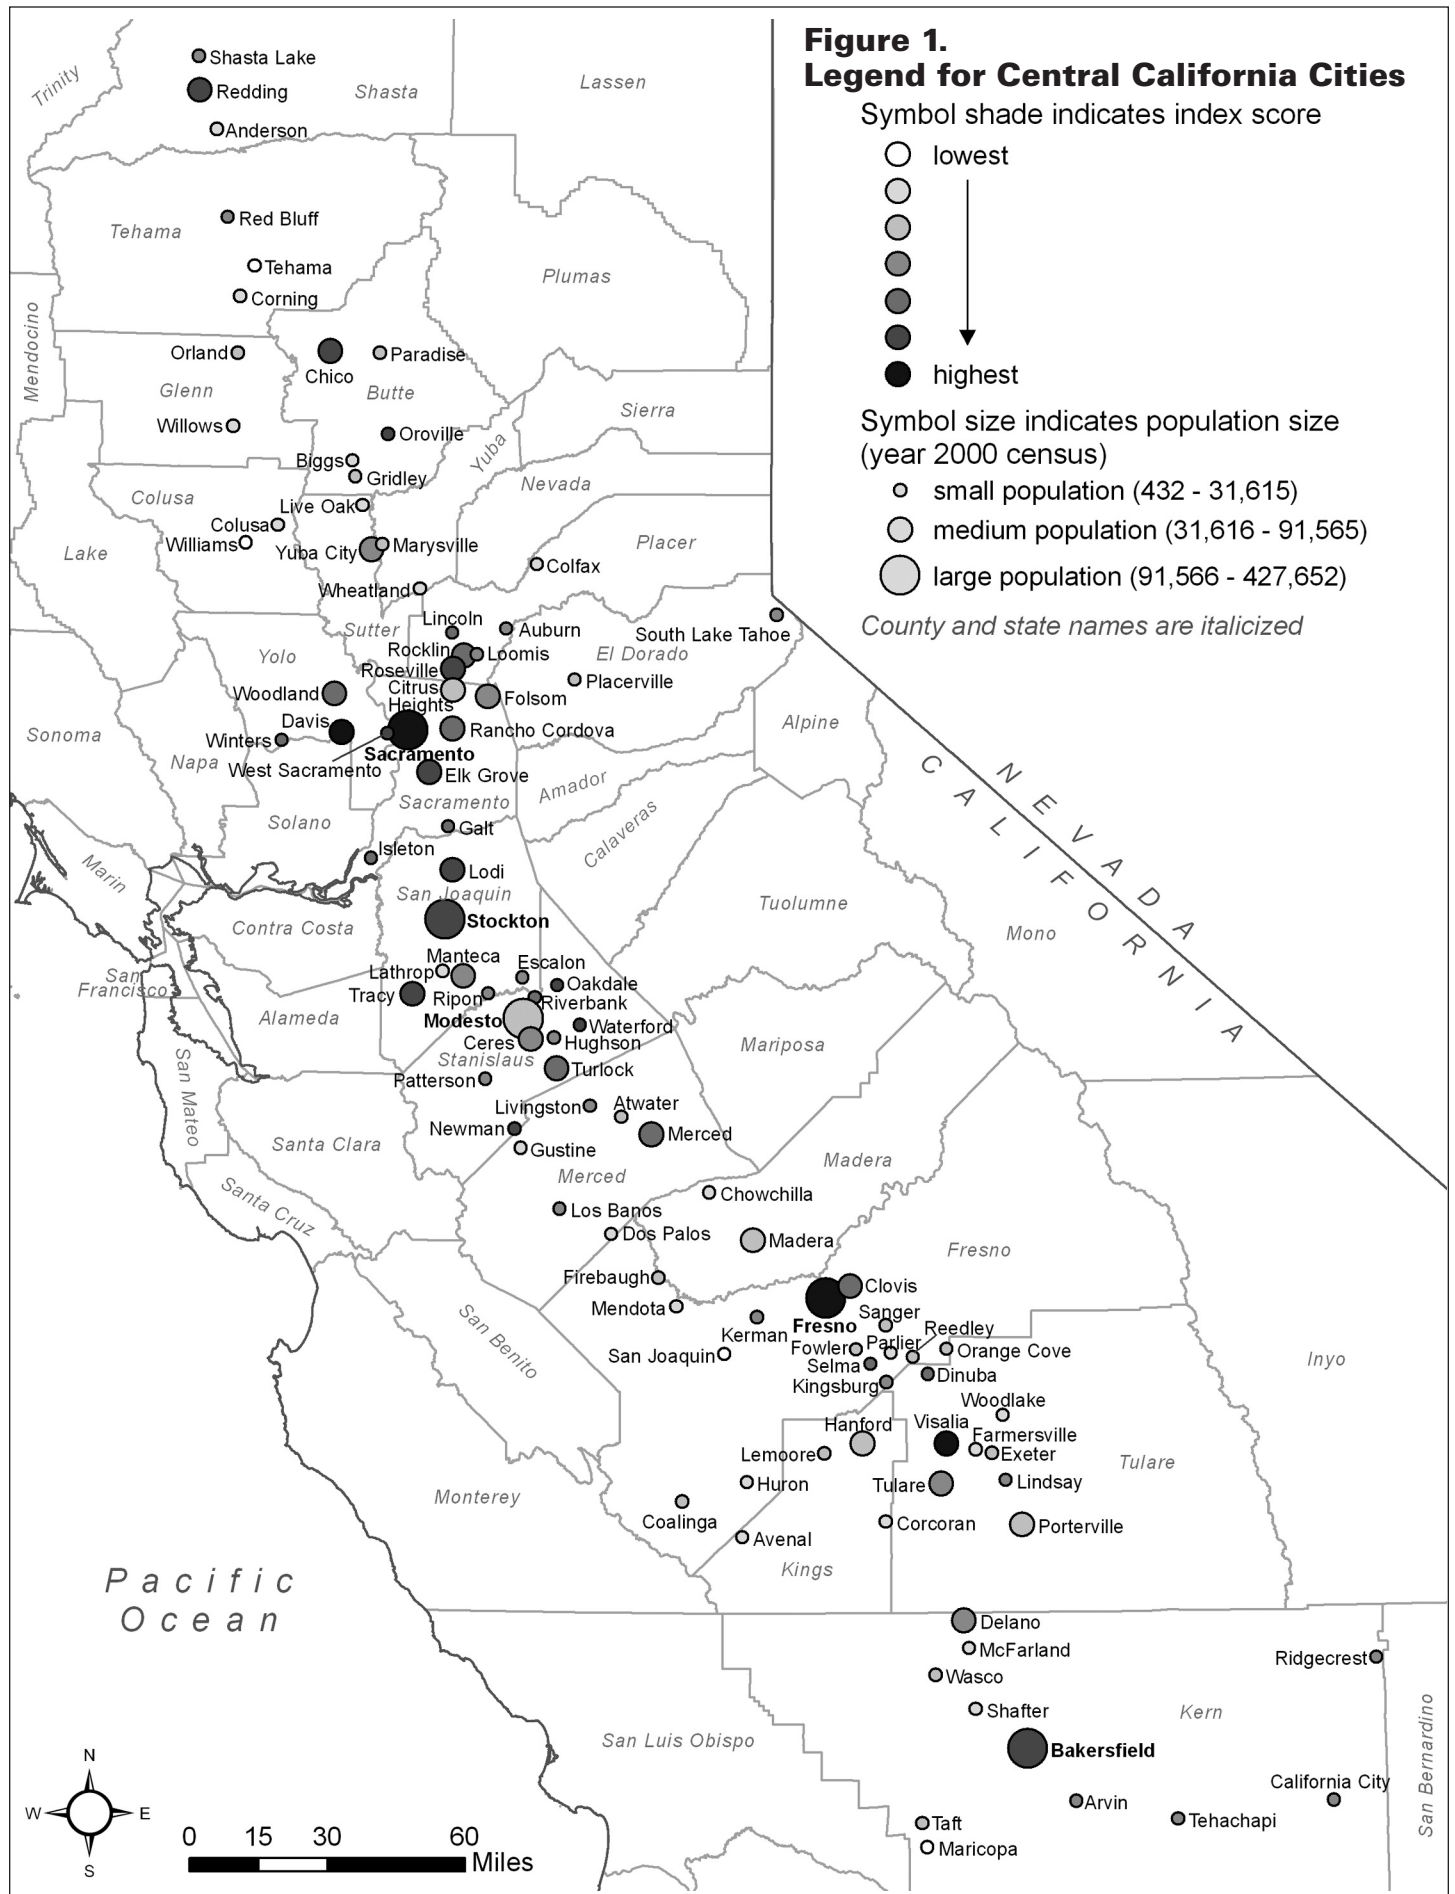 Figure 1.
Legend for Central California Cities
Symbol shade indicates index score
lowest
highest
Symbol size indicates population size
(year 2000 census)
small population (432 - 31,615)
medium population (31,616 - 91,565)
large population (91,566 - 427,652)
County and state names are italicized
Trinity
Shasta Lake
Redding
Shasta
Lassen
Anderson
Red Bluff
Tehama
Tehama
Corning
Plumas
Mendocino
Orland
Chico
Paradise
Glenn
Butte
Sierra
Willows
Oroville
Yuba
Biggs
Gridley
Nevada
Colusa
Live Oak
Colusa
Williams
Yuba City
Marysville
Placer
Lake
Colfax
Wheatland
Lincoln
Auburn
South Lake Tahoe
Sutter
Rocklin
Loomis
El Dorado
Yolo
Roseville
Placerville
Woodland
Citrus
Heights
Folsom
Davis
Alpine
Sonoma
Winters
Rancho Cordova
Napa
West Sacramento
Sacramento
Elk Grove
Amador
Sacramento
NEVADA
CALIFORNIA
Solano
Galt
Calaveras
Isleton
Marin
Lodi
San Joaquin
Tuolumne
Stockton
Contra Costa
Mono
Manteca
Escalon
Lathrop
Oakdale
San
Francisco
Tracy
Ripon
Riverbank
Alameda
Modesto
Waterford
Ceres
Hughson
Mariposa
Stanislaus
Turlock
San Mateo
Patterson
Livingston
Atwater
Newman
Merced
Santa Clara
Gustine
Madera
Merced
Santa Cruz
Chowchilla
Los Banos
Dos Palos
Madera
Fresno
Firebaugh
Clovis
Mendota
Sanger
Kerman
Fresno
Reedley
San Benito
San Joaquin
Fowler
Parlier
Orange Cove
Selma
Inyo
Kingsburg
Dinuba
Woodlake
Hanford
Visalia
Farmersville
Lemoore
Exeter
Tulare
Huron
Tulare
Lindsay
Monterey
Coalinga
Corcoran
Porterville
Avenal
Kings
Pacific
Ocean
Delano
McFarland
Ridgecrest
Wasco
Shafter
Kern
San Luis Obispo
Bakersfield
San Bernardino
California City
Arvin
Tehachapi
Taft
Maricopa
N
W
E
S
0 15 30 60
Miles